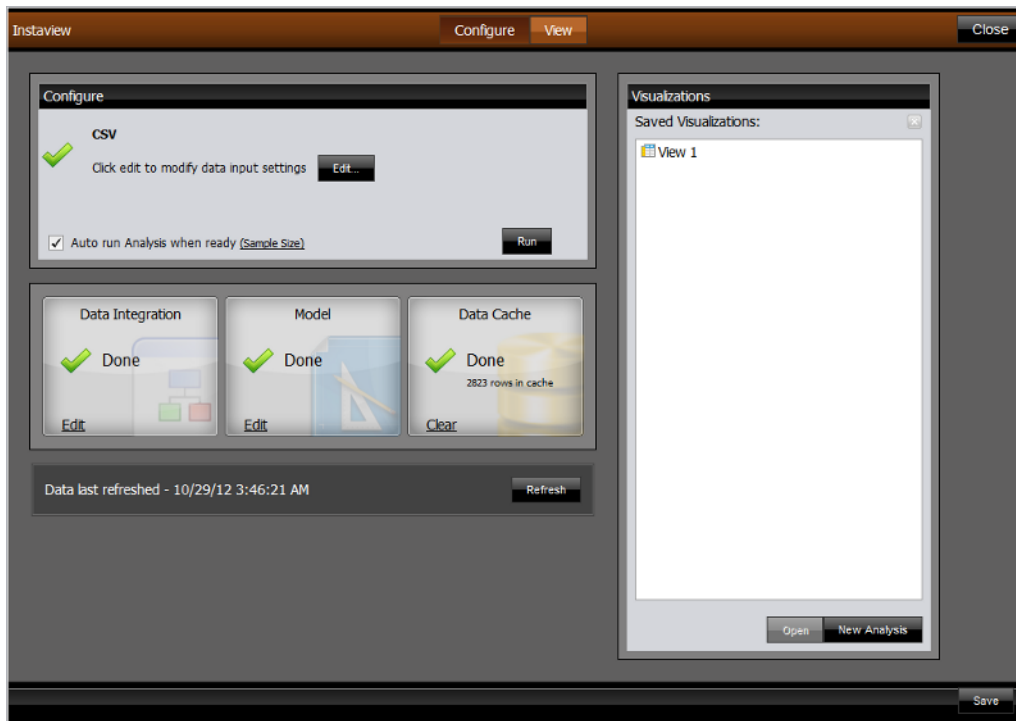 Instaview
Configure
View
Close
Configure
CSV
Click edit to modify data input settings
Edit...
Auto run Analysis when ready (Sample Size)
Run
Data Integration
Done
Edit
Model
Done
Edit
Data Cache
Done
2823 rows in cache
Clear
Data last refreshed - 10/29/12 3:46:21 AM
Refresh
Visualizations
Saved Visualizations:
View 1
Open
New Analysis
Save